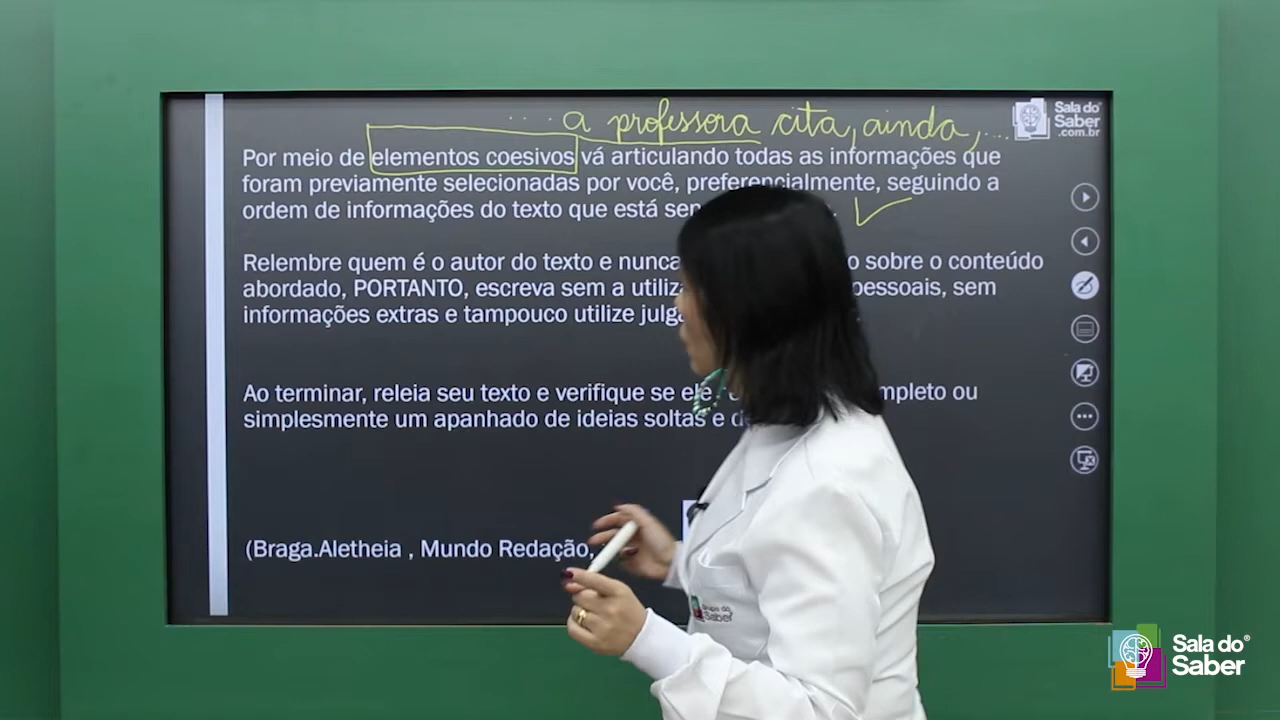 .... a professora cita, ainda, ...
Sala do
Saber
.com.br
Por meio de elementos coesivos vá articulando todas as informações que
foram previamente selecionadas por você, preferencialmente, seguindo a
ordem de informações do texto que está
Relembre quem é o autor do texto e nunca sobre o conteúdo
abordado, PORTANTO, escreva sem a pessoais, sem
informações extras e tampouco utilize
Ao terminar, releia seu texto e verifique se ele ou
simplesmente um apanhado de ideias soltas e
(Braga.Aletheia , Mundo Redação,
Grupo do
Saber
Sala do®
Saber